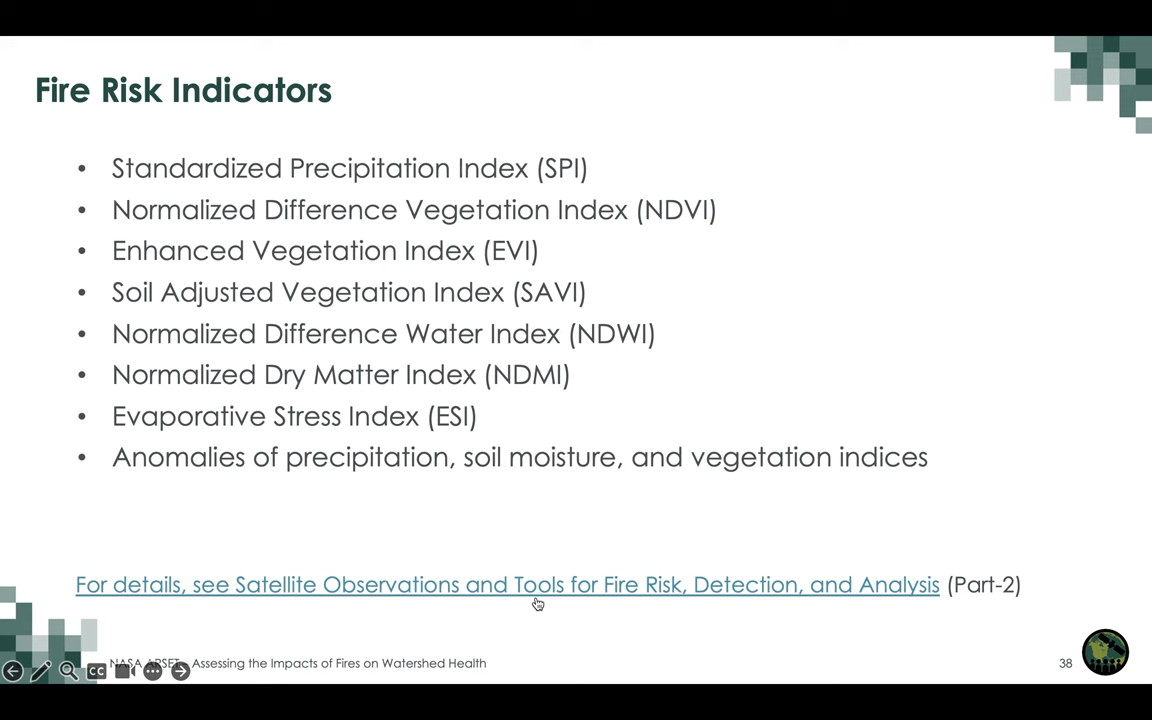 Fire Risk Indicators
• Standardized Precipitation Index (SPI)
• Normalized Difference Vegetation Index (NDVI)
• Enhanced Vegetation Index (EVI)
• Soil Adjusted Vegetation Index (SAVI)
• Normalized Difference Water Index (NDWI)
• Normalized Dry Matter Index (NDMI)
• Evaporative Stress Index (ESI)
• Anomalies of precipitation, soil moisture, and vegetation indices
For details, see Satellite Observations and Tools for Fire Risk, Detection, and Analysis (Part-2)
CC NASA ARSET - Assessing the Impacts of Fires on Watershed Health 38